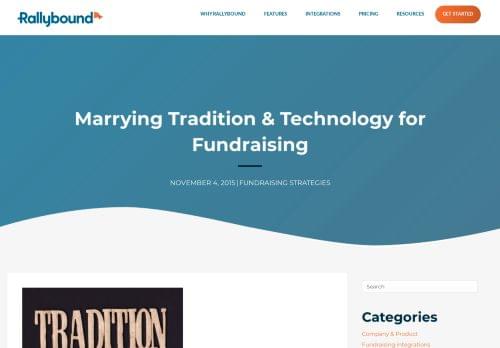 Rallybound
WHY RALLYBOUND
FEATURES
INTEGRATIONS
PRICING
RESOURCES
GET STARTED
Marrying Tradition & Technology for
Fundraising
NOVEMBER 4, 2015 | FUNDRAISING STRATEGIES
TRADITION
Search
Categories
Company & Product
Fundraising Integrations